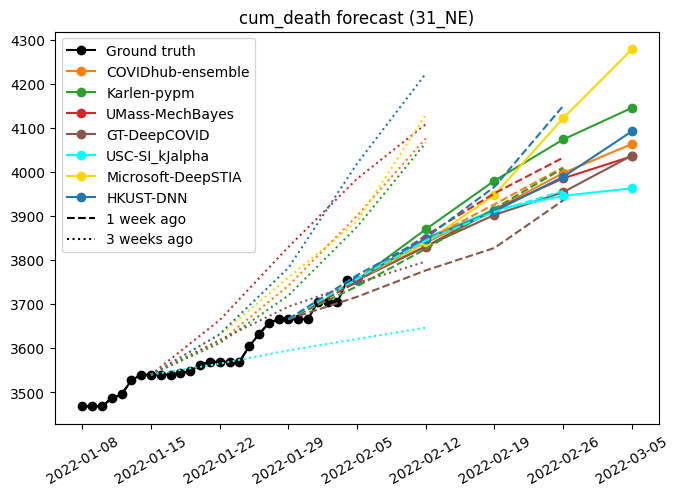 cum_death forecast (31_NE)
4300
4200
4100
4000
3900
3800
3700
3600
3500
Ground truth
COVIDhub-ensemble
Karlen-pypm
UMass-MechBayes
GT-DeepCOVID
USC-SI_kJalpha
Microsoft-DeepSTIA
HKUST-DNN
1 week ago
3 weeks ago
2022-01-08
2022-01-15
2022-01-22
2022-01-29
2022-02-05
2022-02-12
2022-02-19
2022-02-26
2022-03-05